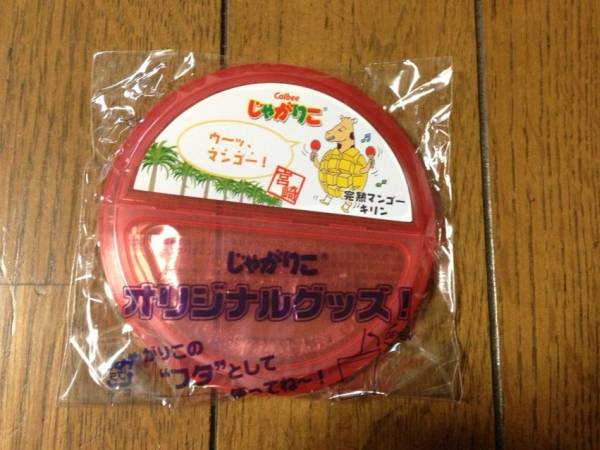 Calbee
じゃがりこ®
ウーッ、
マンゴー！
宮崎
完熟マンゴー
キリン
じゃがりこ®
オリジナルグッズ！
じゃがりこの
"フタ"として
使ってね～！